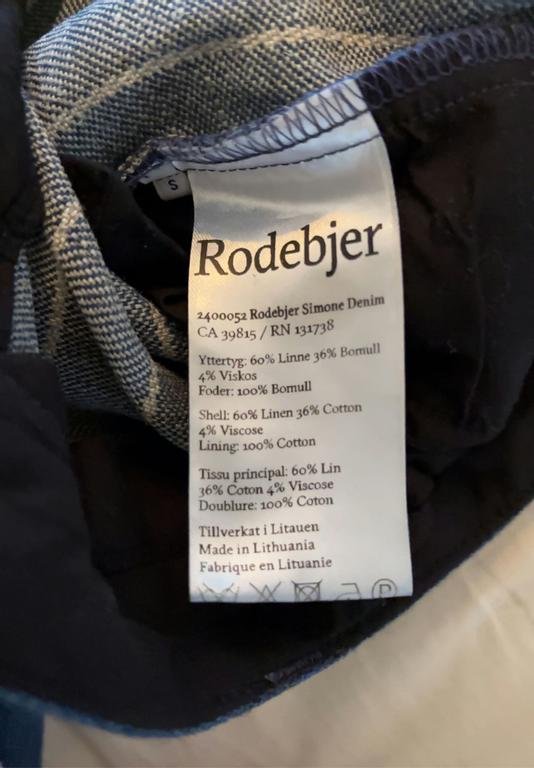 S
Rodebjer
2400052 Rodebjer Simone Denim
CA 39815 / RN 131738
Yttertyg: 60% Linne 36% Bomull
4% Viskos
Foder: 100% Bomull
Shell: 60% Linen 36% Cotton
4% Viscose
Lining: 100% Cotton
Tissu principal: 60% Lin
36% Coton 4% Viscose
Doublure: 100% Coton
Tillverkat i Litauen
Made in Lithuania
Fabrique en Lituanie
P